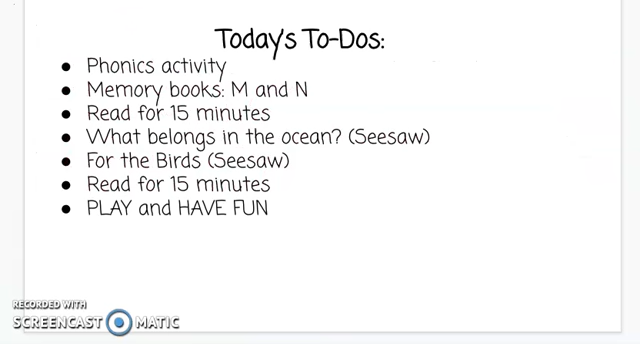 Today's To-Dos:
● Phonics activity
● Memory books: M and N
● Read for 15 minutes
● What belongs in the ocean? (Seesaw)
● For the Birds (Seesaw)
● Read for 15 minutes
● PLAY and HAVE FUN
RECORDED WITH
SCREENCAST MATIC